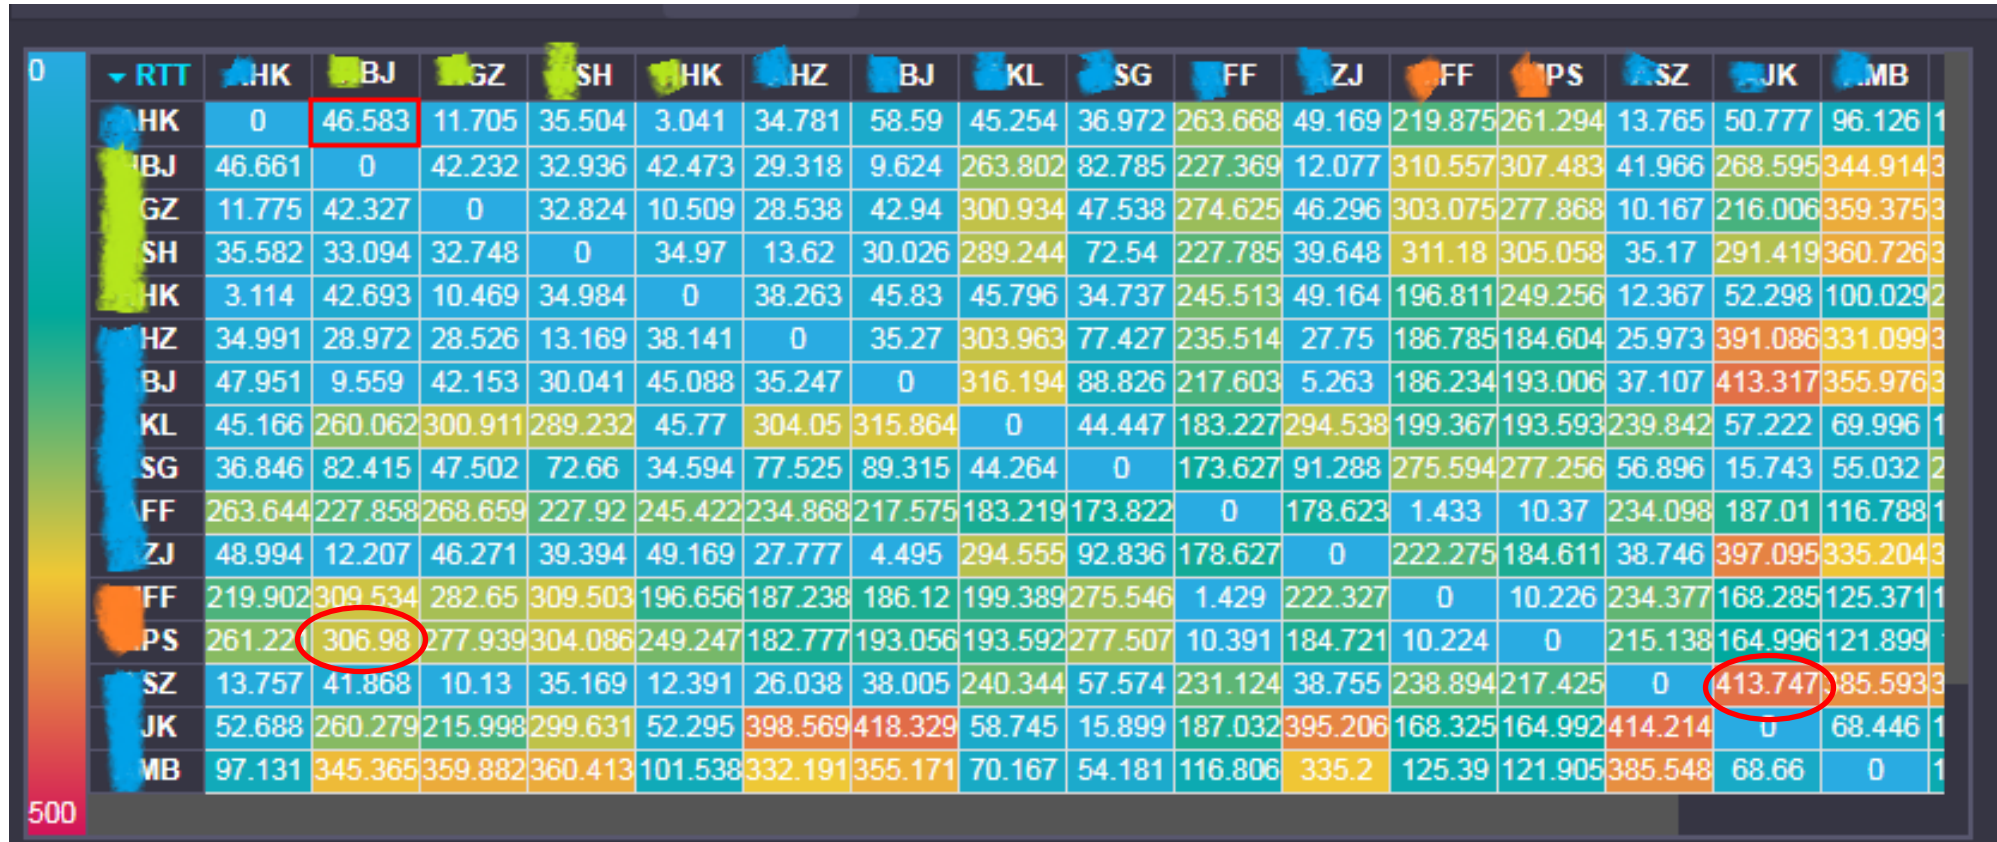 0 RTT HK BJ GZ SH HK HZ BJ KL SG FF ZJ FF PS SZ JK MB
HK 0 46.583 11.705 35.504 3.041 34.781 58.59 45.254 36.972 263.668 49.169 219.875 261.294 13.765 50.777 96.126 1
BJ 46.661 0 42.232 32.936 42.473 29.318 9.624 263.802 82.785 227.369 12.077 310.557 307.483 41.966 268.595 344.914 3
GZ 11.775 42.327 0 32.824 10.509 28.538 42.94 300.934 47.538 274.625 46.296 303.075 277.868 10.167 216.006 359.375 3
SH 35.582 33.094 32.748 0 34.97 13.62 30.026 289.244 72.54 227.785 39.648 311.18 305.058 35.17 291.419 360.726 3
HK 3.114 42.693 10.469 34.984 0 38.263 45.83 45.796 34.737 245.513 49.164 196.811 249.256 12.367 52.298 100.029 2
HZ 34.991 28.972 28.526 13.169 38.141 0 35.27 303.963 77.427 235.514 27.75 186.785 184.604 25.973 391.086 331.099 3
BJ 47.951 9.559 42.153 30.041 45.088 35.247 0 316.194 88.826 217.603 5.263 186.234 193.006 37.107 413.317 355.976 3
KL 45.166 260.062 300.911 289.232 45.77 304.05 315.864 0 44.447 183.227 294.538 199.367 193.593 239.842 57.222 69.996 1
SG 36.846 82.415 47.502 72.66 34.594 77.525 89.315 44.264 0 173.627 91.288 275.594 277.256 56.896 15.743 55.032 2
FF 263.644 227.858 268.659 227.92 245.422 234.868 217.575 183.219 173.822 0 178.623 1.433 10.37 234.098 187.01 116.788 1
ZJ 48.994 12.207 46.271 39.394 49.169 27.777 4.495 294.555 92.836 178.627 0 222.275 184.611 38.746 397.095 335.204 3
FF 219.902 309.534 282.65 309.503 196.656 187.238 186.12 199.389 275.546 1.429 222.327 0 10.226 234.377 168.285 125.371 1
PS 261.22 306.98 277.939 304.086 249.247 182.777 193.056 193.592 277.507 10.391 184.721 10.224 0 215.138 164.996 121.899
SZ 13.757 41.868 10.13 35.169 12.391 26.038 38.005 240.344 57.574 231.124 38.755 238.894 217.425 0 413.747 385.593 3
JK 52.688 260.279 215.998 299.631 52.295 398.569 418.329 58.745 15.899 187.032 395.206 168.325 164.992 414.214 0 68.446 1
MB 97.131 345.365 359.882 360.413 101.538 332.191 355.171 70.167 54.181 116.806 335.2 125.39 121.905 385.548 68.66 0 1
500